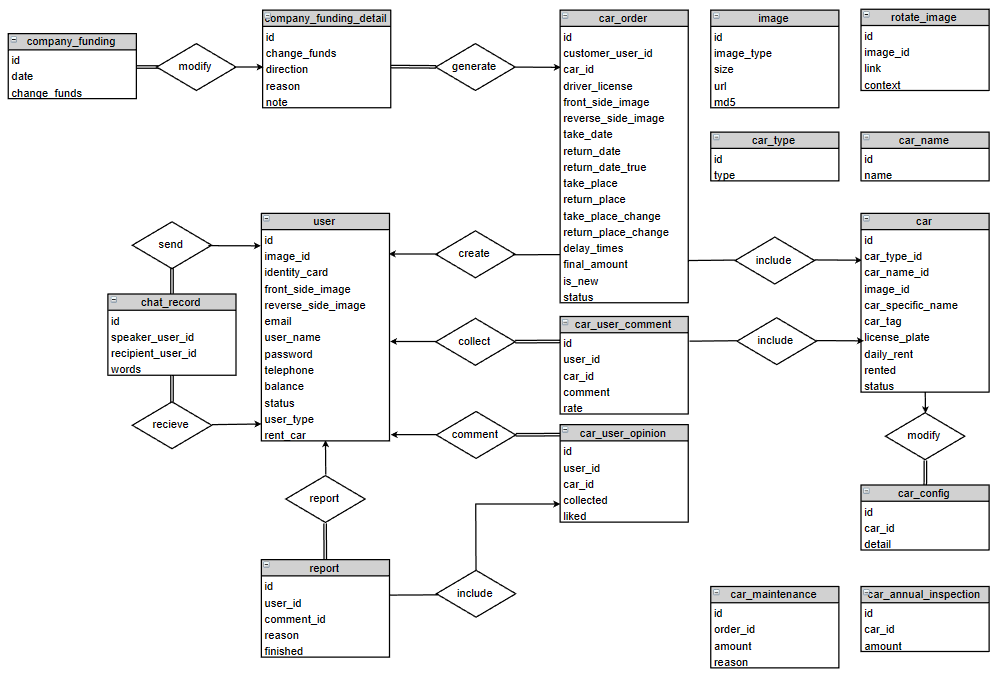 company_funding
id
date
change_funds
modify
company_funding_detail
id
change_funds
direction
reason
note
generate
car_order
id
customer_user_id
car_id
driver_license
front_side_image
reverse_side_image
take_date
return_date
return_date_true
take_place
return_place
take_place_change
return_place_change
delay_times
final_amount
is_new
status
image
id
image_type
size
url
md5
rotate_image
id
image_id
link
context
car_type
id
type
car_name
id
name
send
chat_record
id
speaker_user_id
recipient_user_id
words
recieve
user
id
image_id
identity_card
front_side_image
reverse_side_image
email
user_name
password
telephone
balance
status
user_type
rent_car
create
collect
comment
car_user_comment
id
user_id
car_id
comment
rate
car_user_opinion
id
user_id
car_id
collected
liked
include
include
car
id
car_type_id
car_name_id
image_id
car_specific_name
car_tag
license_plate
daily_rent
rented
status
modify
car_config
id
car_id
detail
report
report
id
user_id
comment_id
reason
finished
include
car_maintenance
id
order_id
amount
reason
car_annual_inspection
id
car_id
amount